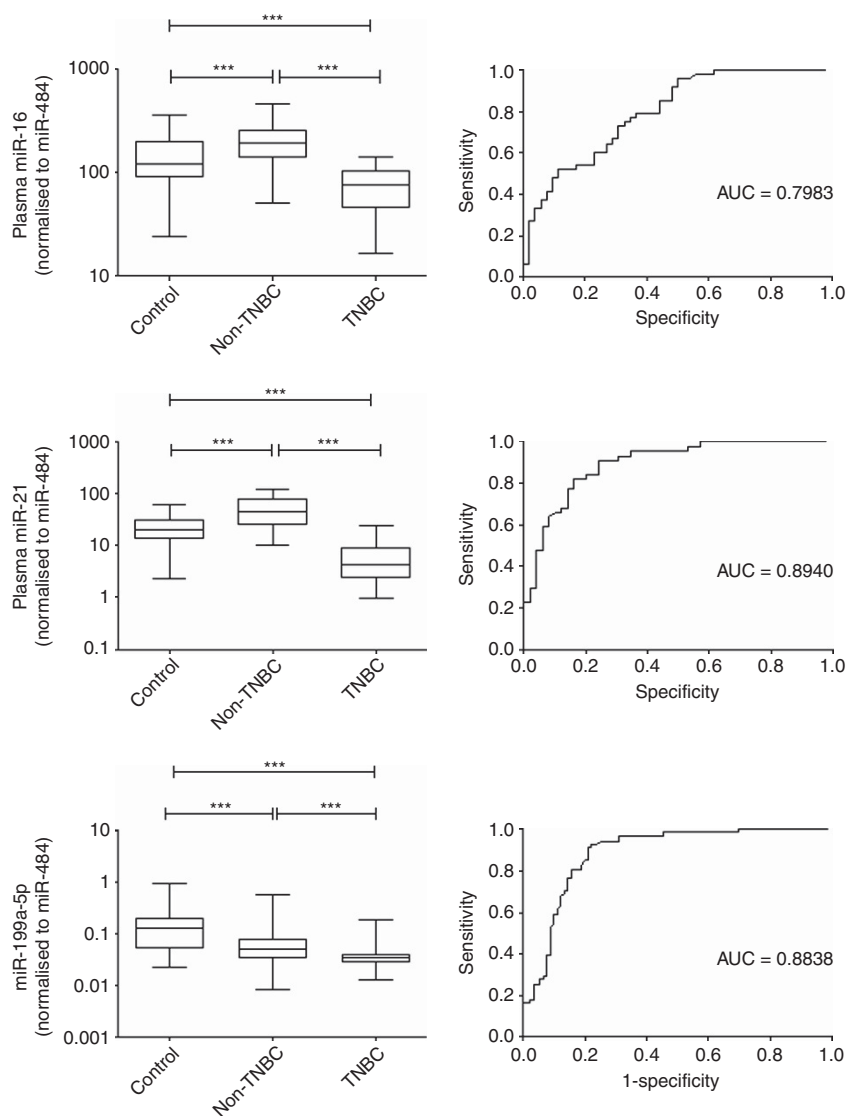 ***
***
***
1000
100
10
Plasma miR-16
(normalised to miR-484)
Control
Non-TNBC
TNBC
1.0
0.8
0.6
0.4
0.2
0.0
Sensitivity
AUC = 0.7983
0.0
0.2
0.4
0.6
0.8
1.0
Specificity
***
***
***
1000
100
10
1
0.1
Plasma miR-21
(normalised to miR-484)
Control
Non-TNBC
TNBC
1.0
0.8
0.6
0.4
0.2
0.0
Sensitivity
AUC = 0.8940
0.0
0.2
0.4
0.6
0.8
1.0
Specificity
***
***
***
10
1
0.1
0.01
0.001
miR-199a-5p
(normalised to miR-484)
Control
Non-TNBC
TNBC
1.0
0.8
0.6
0.4
0.2
0.0
Sensitivity
AUC = 0.8838
0.0
0.2
0.4
0.6
0.8
1.0
1-specificity